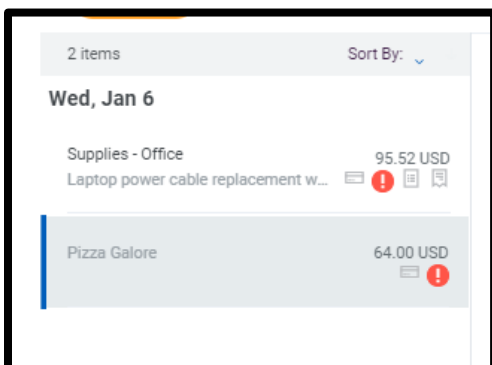 2 items Sort By:
Wed, Jan 6
Supplies - Office 95.52 USD
Laptop power cable replacement w...
Pizza Galore 64.00 USD